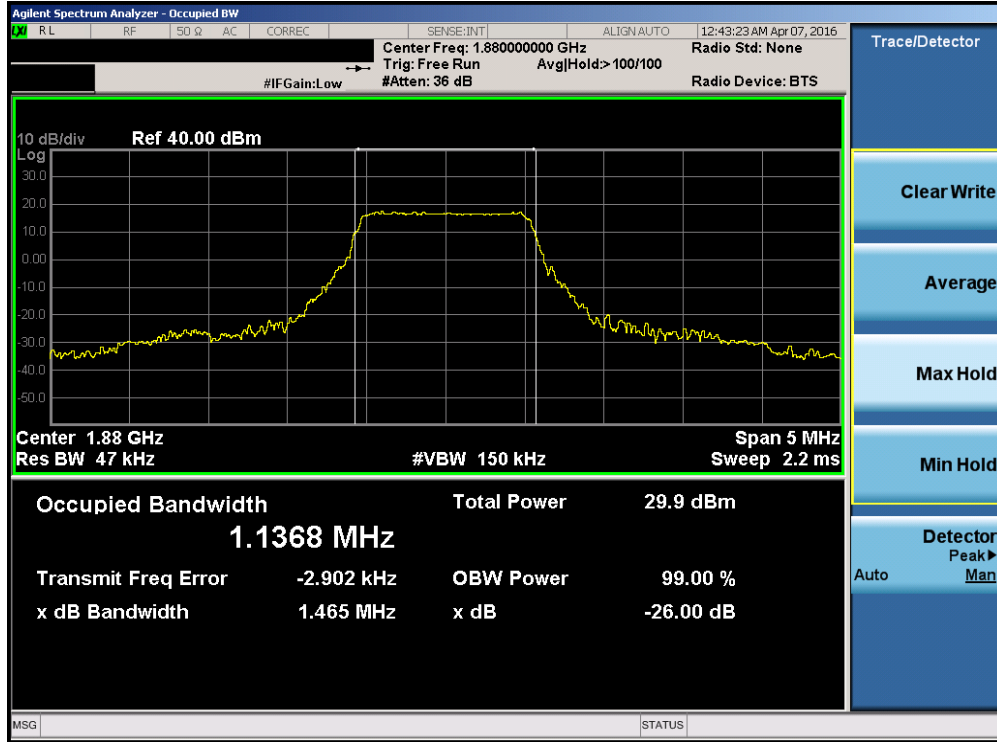 Agilent Spectrum Analyzer - Occupied BW
LXI RL RF 50 Ω AC CORREC SENSE:INT ALIGN AUTO 12:43:23 AM Apr 07, 2016
Center Freq: 1.880000000 GHz Radio Std: None
Trig: Free Run Avg|Hold:> 100/100
#IFGain:Low #Atten: 36 dB Radio Device: BTS
10 dB/div Ref 40.00 dBm
Log
30.0
20.0
10.0
0.00
-10.0
-20.0
-30.0
-40.0
-50.0
Center 1.88 GHz Span 5 MHz
Res BW 47 kHz #VBW 150 kHz Sweep 2.2 ms
Occupied Bandwidth Total Power 29.9 dBm
1.1368 MHz
Transmit Freq Error -2.902 kHz OBW Power 99.00 %
x dB Bandwidth 1.465 MHz x dB -26.00 dB
MSG STATUS
Trace/Detector
Clear Write
Average
Max Hold
Min Hold
Detector
Peak▶
Auto Man